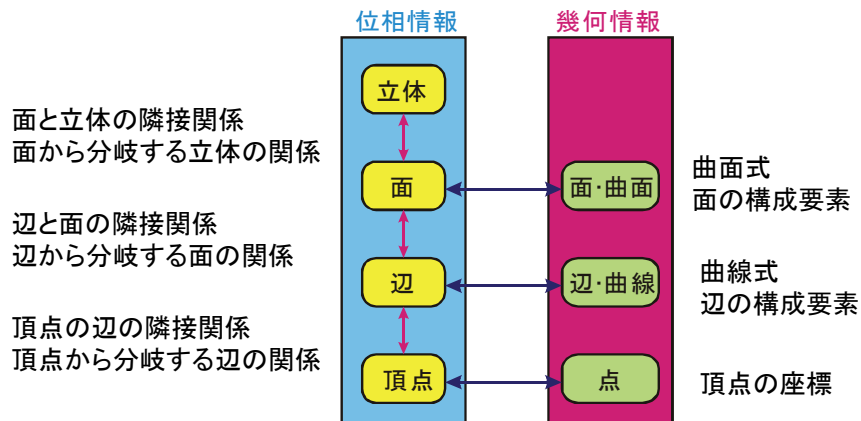 位相情報
幾何情報
立体
面と立体の隣接関係
面から分岐する立体の関係
面
面・曲面
曲面式
面の構成要素
辺と面の隣接関係
辺から分岐する面の関係
辺
辺・曲線
曲線式
辺の構成要素
頂点の辺の隣接関係
頂点から分岐する辺の関係
頂点
点
頂点の座標